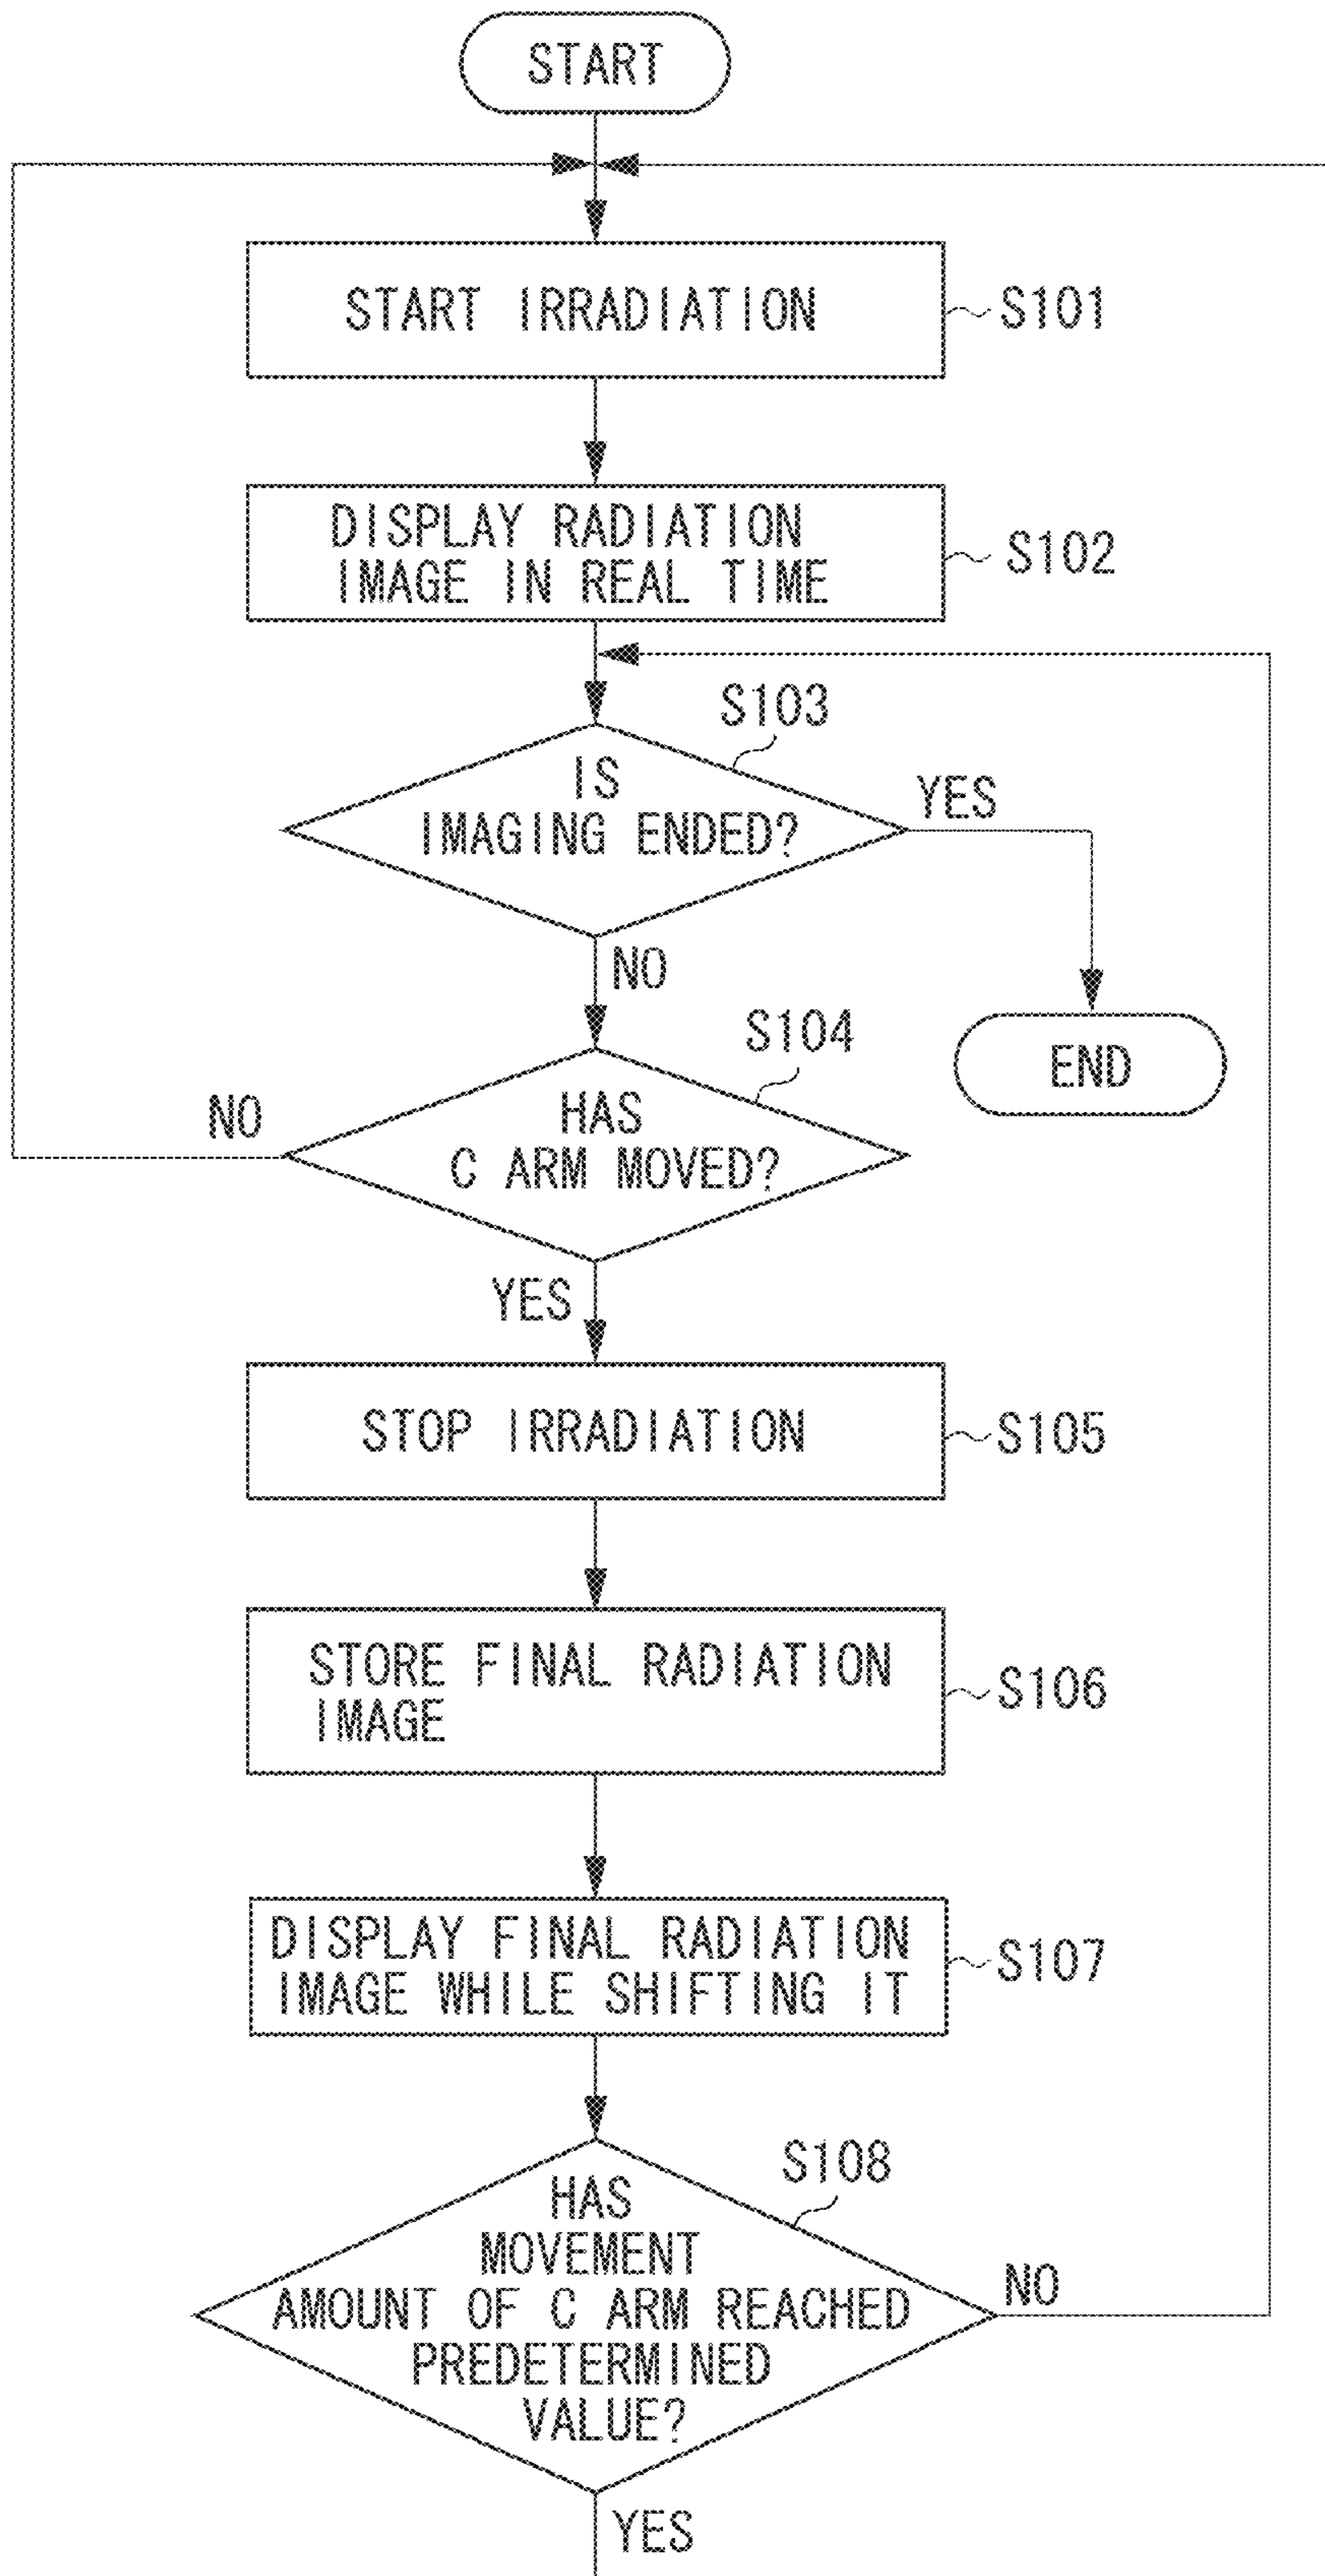 START
START IRRADIATION
S101
DISPLAY RADIATION
IMAGE IN REAL TIME
S102
S103
IS
IMAGING ENDED?
YES
NO
END
S104
HAS
C ARM MOVED?
NO
YES
STOP IRRADIATION
S105
STORE FINAL RADIATION
IMAGE
S106
DISPLAY FINAL RADIATION
IMAGE WHILE SHIFTING IT
S107
S108
HAS
MOVEMENT
AMOUNT OF C ARM REACHED
PREDETERMINED
VALUE?
NO
YES